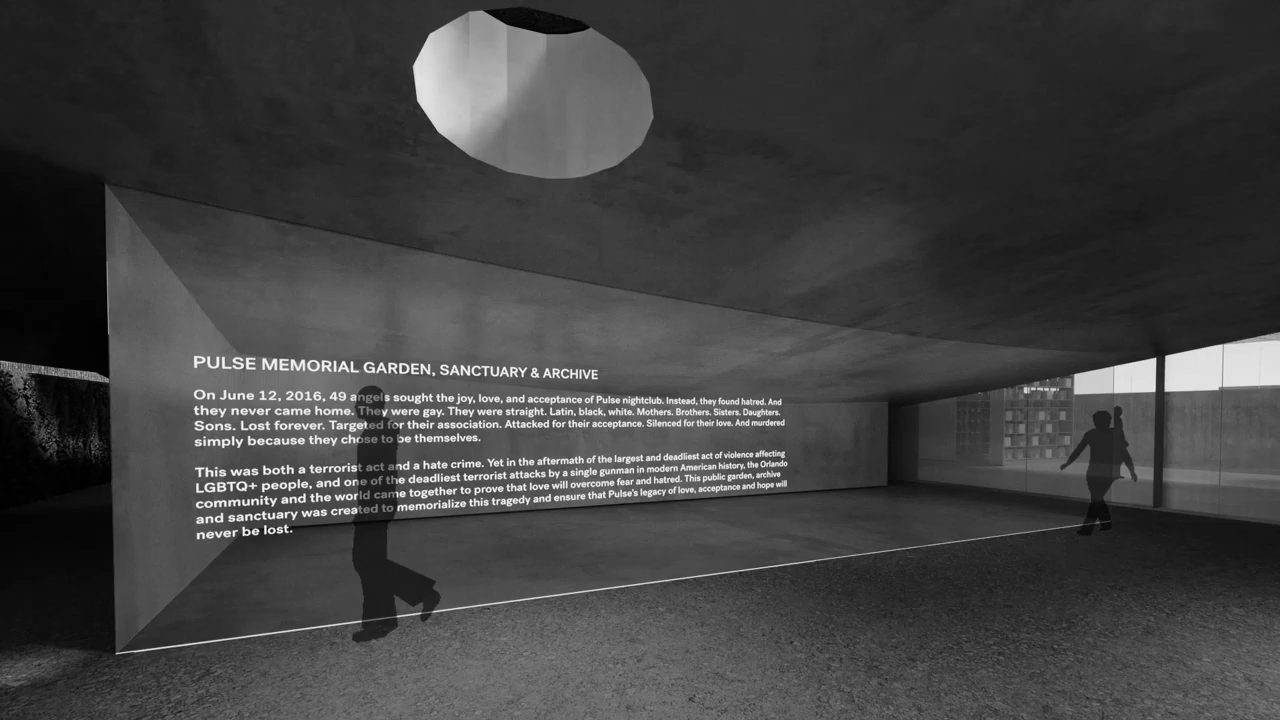 PULSE MEMORIAL GARDEN, SANCTUARY & ARCHIVE
On June 12, 2016, 49 angels sought the joy, love, and acceptance of Pulse nightclub. Instead, they found hatred. And
they never came home. They were gay. They were straight. Latin, black, white. Mothers. Brothers. Sisters. Daughters.
Sons. Lost forever. Targeted for their association. Attacked for their acceptance. Silenced for their love. And murdered
simply because they chose to be themselves.
This was both a terrorist act and a hate crime. Yet in the aftermath of the largest and deadliest act of violence affecting
LGBTQ+ people, and one of the deadliest terrorist attacks by a single gunman in modern American history, the Orlando
community and the world came together to prove that love will overcome fear and hatred. This public garden, archive
and sanctuary was created to memorialize this tragedy and ensure that Pulse's legacy of love, acceptance and hope will
never be lost.